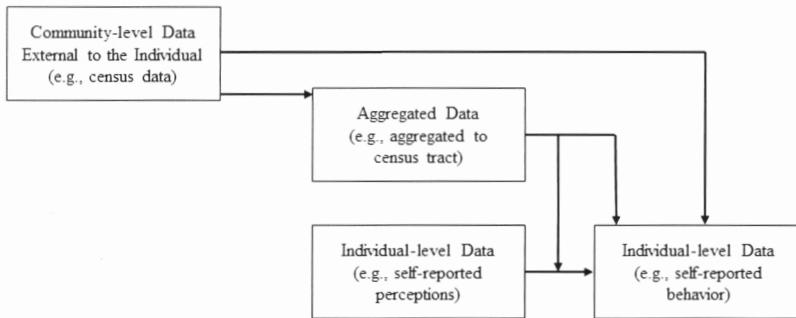 Community-level Data
External to the Individual
(e.g., census data)
Aggregated Data
(e.g., aggregated to
census tract)
Individual-level Data
(e.g., self-reported
perceptions)
Individual-level Data
(e.g., self-reported
behavior)